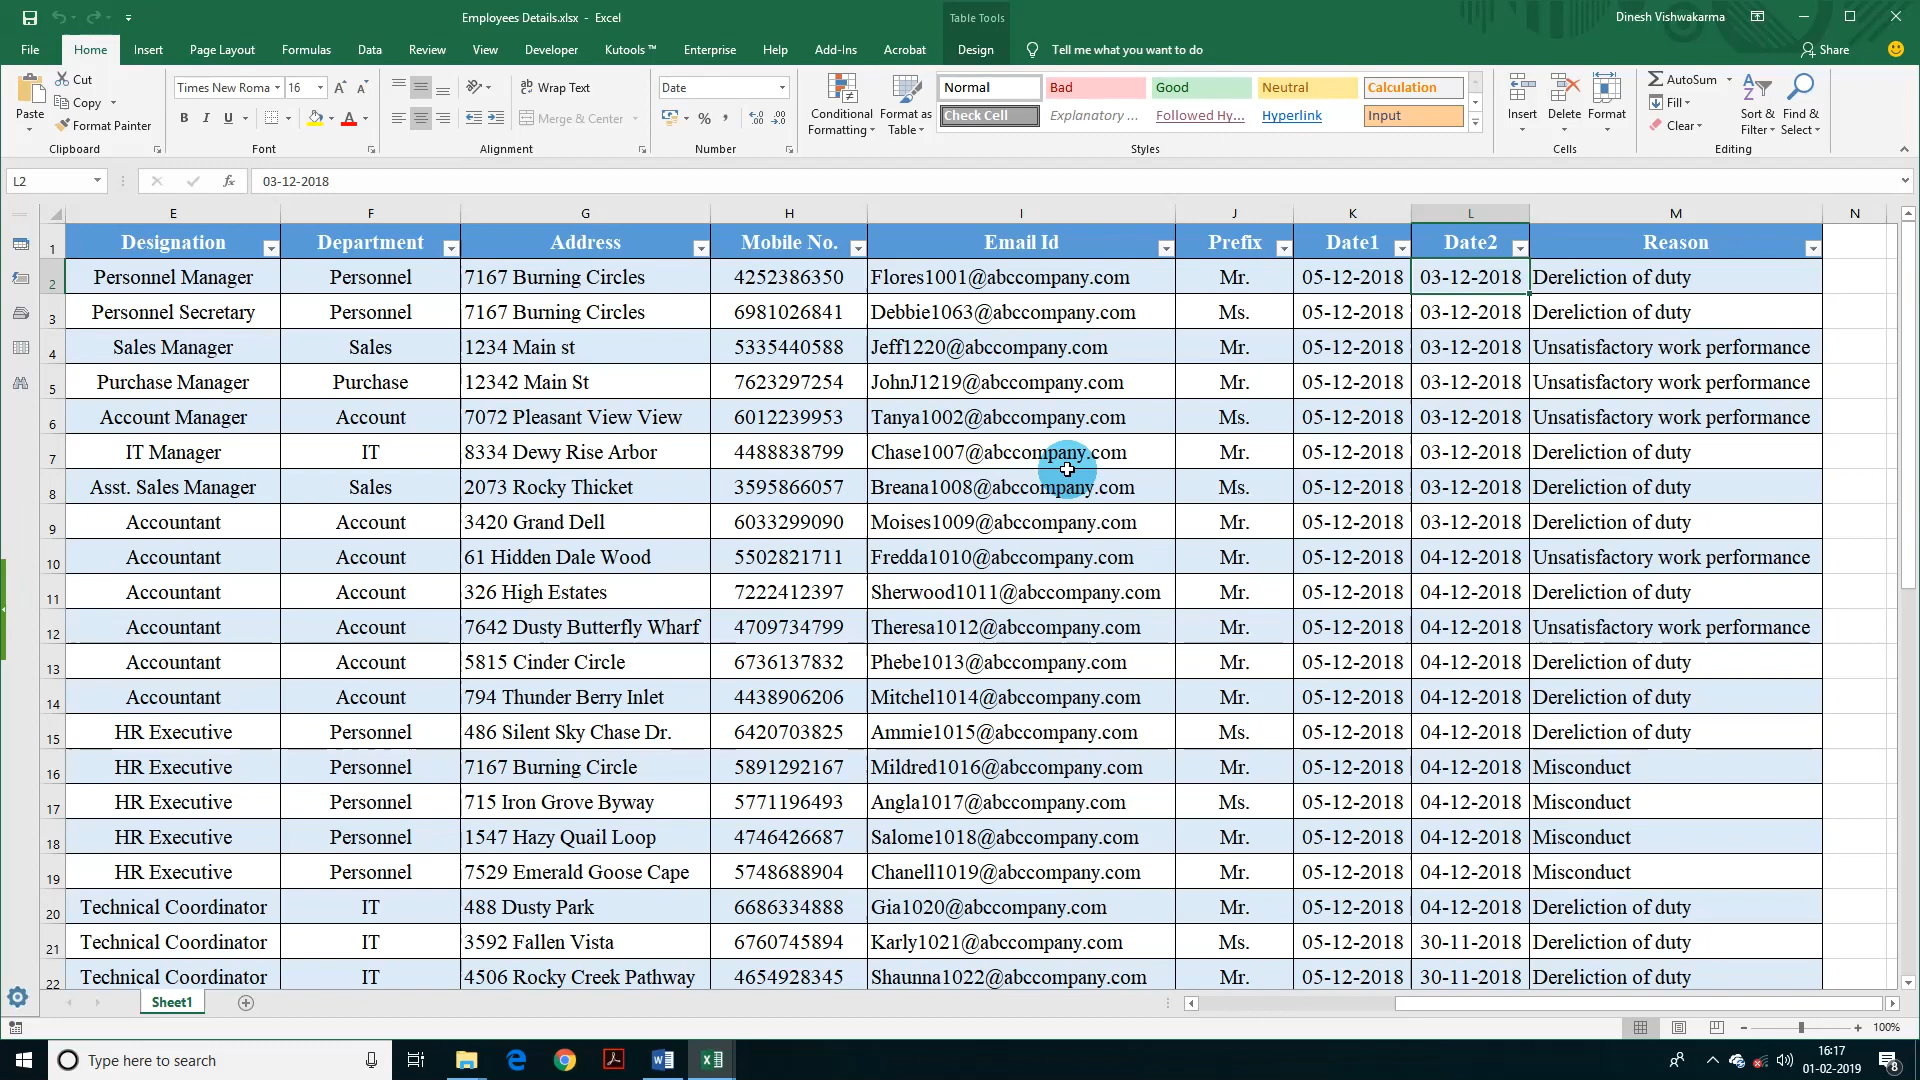 Employees Details.xlsx - Excel
Table Tools
Dinesh Vishwakarma
File Home Insert Page Layout Formulas Data Review View Developer Kutools ™ Enterprise Help Add-Ins Acrobat Design Tell me what you want to do Share
Paste
Cut
Copy
Format Painter
Clipboard
Times New Roma 16
B I U
Font
Wrap Text
Merge & Center
Alignment
Date
% ,
Number
Conditional Formatting
Format as Table
Normal Bad Good Neutral Calculation
Check Cell Explanatory ... Followed Hy... Hyperlink Input
Styles
Insert Delete Format
Cells
AutoSum
Fill
Clear
Sort & Filter
Find & Select
Editing
L2 fx 03-12-2018
E F G H I J K L M N
1 Designation Department Address Mobile No. Email Id Prefix Date1 Date2 Reason
2 Personnel Manager Personnel 7167 Burning Circles 4252386350 Flores1001@abccompany.com Mr. 05-12-2018 03-12-2018 Dereliction of duty
3 Personnel Secretary Personnel 7167 Burning Circles 6981026841 Debbie1063@abccompany.com Ms. 05-12-2018 03-12-2018 Dereliction of duty
4 Sales Manager Sales 1234 Main st 5335440588 Jeff1220@abccompany.com Mr. 05-12-2018 03-12-2018 Unsatisfactory work performance
5 Purchase Manager Purchase 12342 Main St 7623297254 JohnJ1219@abccompany.com Mr. 05-12-2018 03-12-2018 Unsatisfactory work performance
6 Account Manager Account 7072 Pleasant View View 6012239953 Tanya1002@abccompany.com Ms. 05-12-2018 03-12-2018 Unsatisfactory work performance
7 IT Manager IT 8334 Dewy Rise Arbor 4488838799 Chase1007@abccompany.com Mr. 05-12-2018 03-12-2018 Dereliction of duty
8 Asst. Sales Manager Sales 2073 Rocky Thicket 3595866057 Breana1008@abccompany.com Ms. 05-12-2018 03-12-2018 Dereliction of duty
9 Accountant Account 3420 Grand Dell 6033299090 Moises1009@abccompany.com Mr. 05-12-2018 03-12-2018 Dereliction of duty
10 Accountant Account 61 Hidden Dale Wood 5502821711 Fredda1010@abccompany.com Mr. 05-12-2018 04-12-2018 Unsatisfactory work performance
11 Accountant Account 326 High Estates 7222412397 Sherwood1011@abccompany.com Mr. 05-12-2018 04-12-2018 Dereliction of duty
12 Accountant Account 7642 Dusty Butterfly Wharf 4709734799 Theresa1012@abccompany.com Mr. 05-12-2018 04-12-2018 Unsatisfactory work performance
13 Accountant Account 5815 Cinder Circle 6736137832 Phebe1013@abccompany.com Mr. 05-12-2018 04-12-2018 Dereliction of duty
14 Accountant Account 794 Thunder Berry Inlet 4438906206 Mitchel1014@abccompany.com Mr. 05-12-2018 04-12-2018 Dereliction of duty
15 HR Executive Personnel 486 Silent Sky Chase Dr. 6420703825 Ammie1015@abccompany.com Ms. 05-12-2018 04-12-2018 Dereliction of duty
16 HR Executive Personnel 7167 Burning Circle 5891292167 Mildred1016@abccompany.com Mr. 05-12-2018 04-12-2018 Misconduct
17 HR Executive Personnel 715 Iron Grove Byway 5771196493 Angla1017@abccompany.com Ms. 05-12-2018 04-12-2018 Misconduct
18 HR Executive Personnel 1547 Hazy Quail Loop 4746426687 Salome1018@abccompany.com Mr. 05-12-2018 04-12-2018 Misconduct
19 HR Executive Personnel 7529 Emerald Goose Cape 5748688904 Chanell1019@abccompany.com Mr. 05-12-2018 04-12-2018 Misconduct
20 Technical Coordinator IT 488 Dusty Park 6686334888 Gia1020@abccompany.com Mr. 05-12-2018 04-12-2018 Dereliction of duty
21 Technical Coordinator IT 3592 Fallen Vista 6760745894 Karly1021@abccompany.com Ms. 05-12-2018 30-11-2018 Dereliction of duty
22 Technical Coordinator IT 4506 Rocky Creek Pathway 4654928345 Shaunna1022@abccompany.com Mr. 05-12-2018 30-11-2018 Dereliction of duty
Sheet1
100%
Type here to search
16:17
01-02-2019
8